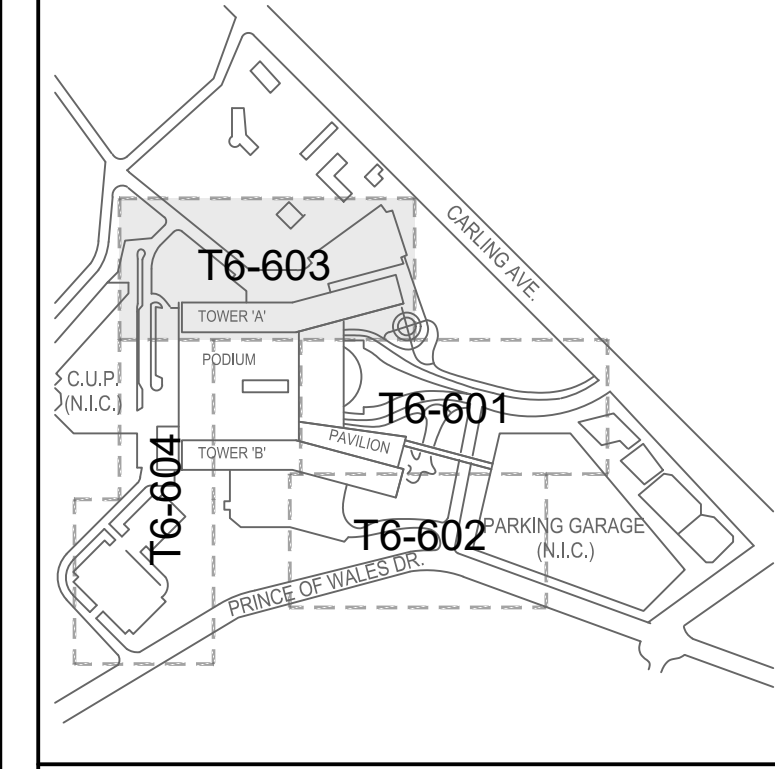 CARLING AVE.
T6-603
TOWER 'A'
PODIUM
C.U.P.
(N.I.C.)
T6-601
PAVILION
TOWER 'B'
T6-604
T6-602
PARKING GARAGE
(N.I.C.)
PRINCE OF WALES DR.